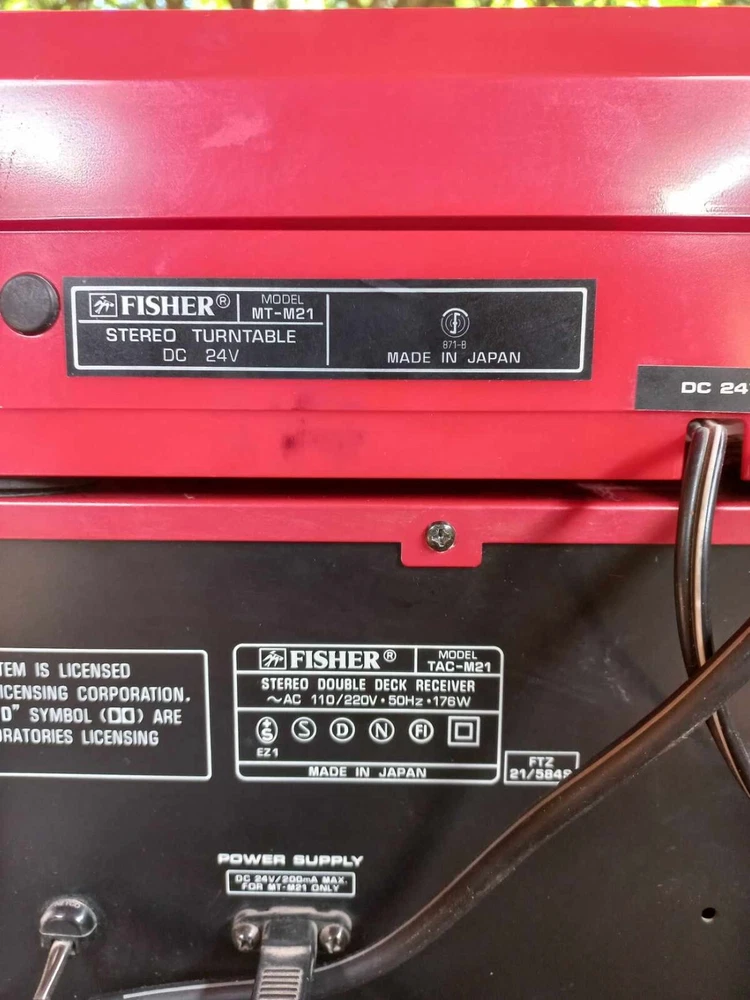 FISHER®
MODEL
MT-M21
STEREO TURNTABLE
DC 24V
871-B
MADE IN JAPAN
DC 24
TEM IS LICENSED
ICENSING CORPORATION.
D" SYMBOL (DD) ARE
ORATORIES LICENSING
FISHER®
MODEL
TAC-M21
STEREO DOUBLE DECK RECEIVER
~AC 110/220V·50Hz·176W
EZ1
S D N FI
MADE IN JAPAN
FTZ
21/584
POWER SUPPLY
DC 24V/200mA MAX.
FOR MT-M21 ONLY